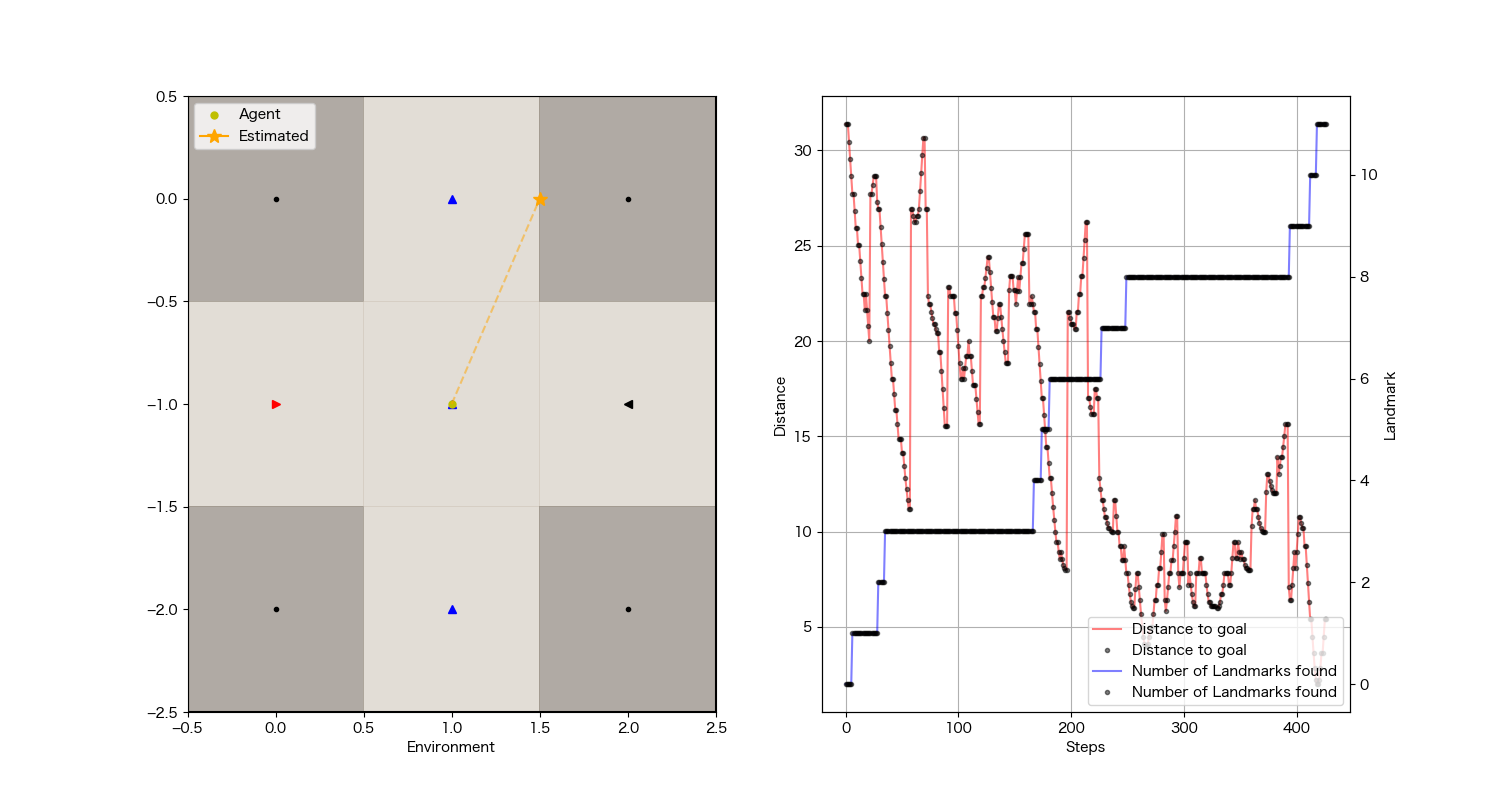 Agent
Estimated
0.5
0.0
−0.5
−1.0
−1.5
−2.0
−2.5
−0.5 0.0 0.5 1.0 1.5 2.0 2.5
Environment
Distance
30
25
20
15
10
5
0 100 200 300 400
Steps
10
8
6
4
2
0
Landmark
Distance to goal
Distance to goal
Number of Landmarks found
Number of Landmarks found